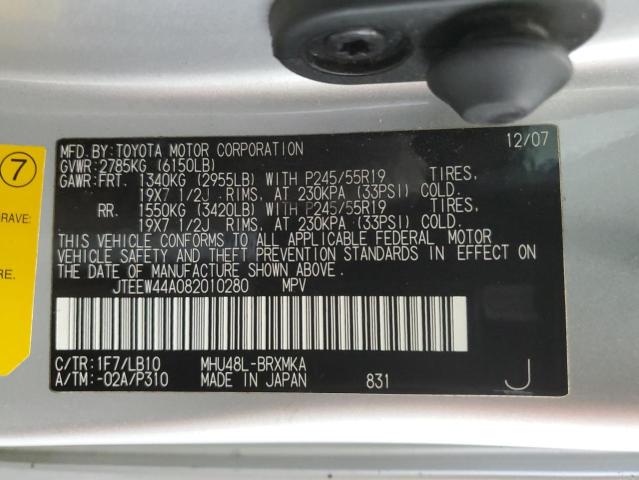 MFD.BY:TOYOTA MOTOR CORPORATION 12/07
GVWR:2785KG (6150LB)
GAWR:FRT. 1340KG (2955LB) WITH P245/55R19 TIRES,
19X7 1/2J RIMS, AT 230KPA (33PSI) COLD.
RR. 1550KG (3420LB) WITH P245/55R19 TIRES,
19X7 1/2J RIMS, AT 230KPA (33PSI) COLD.
THIS VEHICLE CONFORMS TO ALL APPLICABLE FEDERAL MOTOR
VEHICLE SAFETY AND THEFT PREVENTION STANDARDS IN EFFECT ON
THE DATE OF MANUFACTURE SHOWN ABOVE.
JTEEW44A082010280 MPV
C/TR:1F7/LB10 MHU48L-BRXMKA
A/TM:-02A/P310 MADE IN JAPAN 831 J
7
RAVE:
RE.